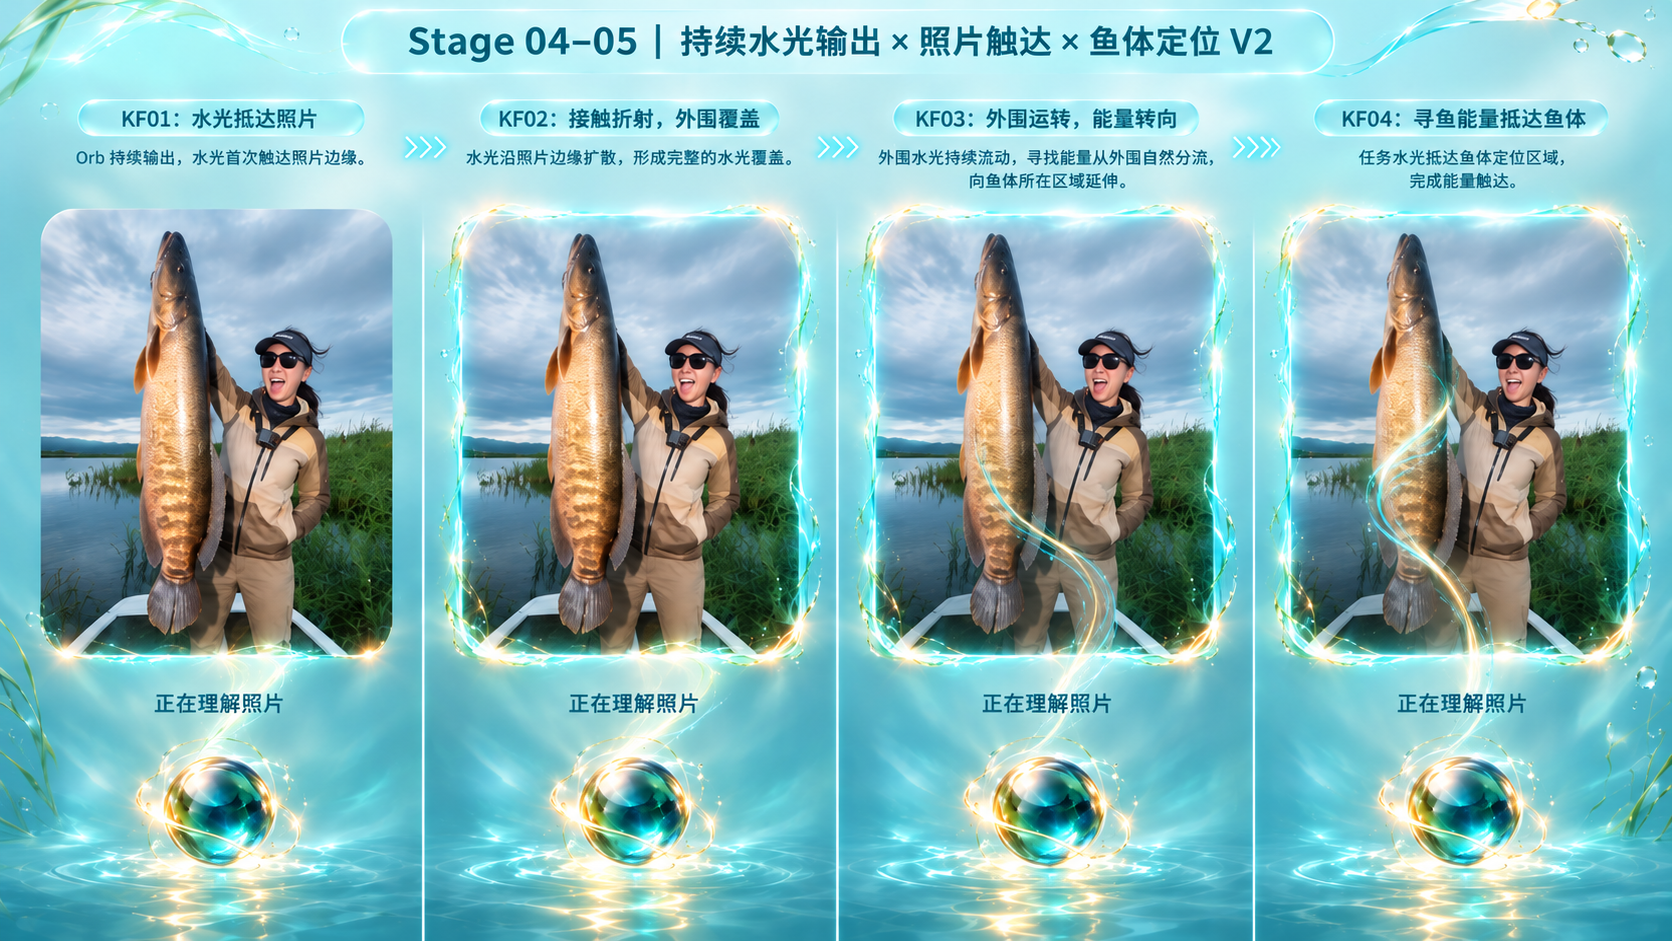 Stage 04–05 | 持续水光输出 × 照片触达 × 鱼体定位 V2
KF01：水光抵达照片
Orb 持续输出，水光首次触达照片边缘。
KF02：接触折射，外围覆盖
水光沿照片边缘扩散，形成完整的水光覆盖。
KF03：外围运转，能量转向
外围水光持续流动，寻找能量从外围自然分流，
向鱼体所在区域延伸。
KF04：寻鱼能量抵达鱼体
任务水光抵达鱼体定位区域，
完成能量触达。
正在理解照片
正在理解照片
正在理解照片
正在理解照片